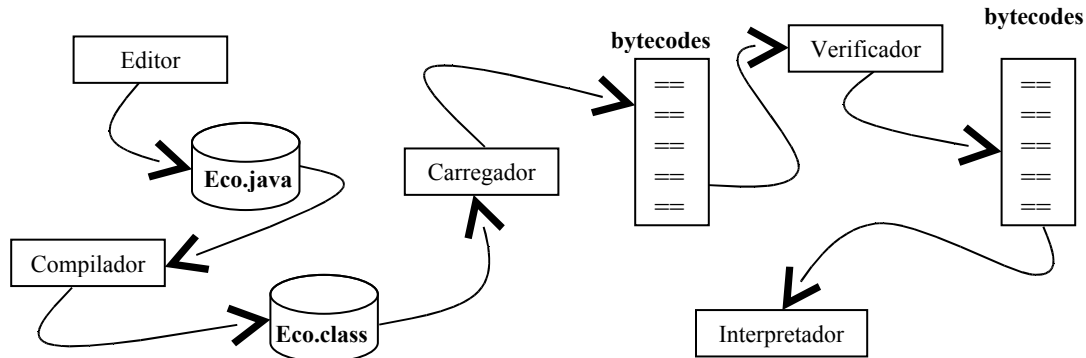 Editor
Eco.java
Compilador
Eco.class
Carregador
bytecodes
==
==
==
==
==
Verificador
bytecodes
==
==
==
==
==
Interpretador